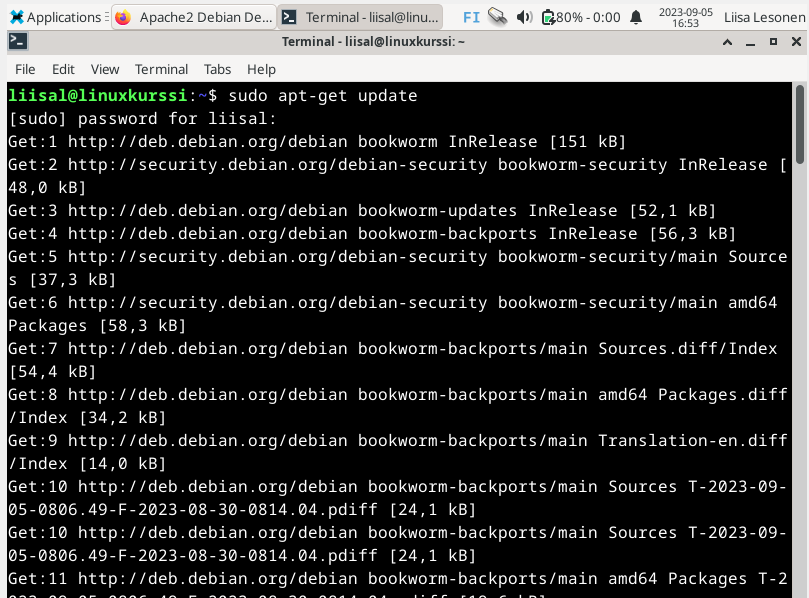 Applications
Apache2 Debian De...
Terminal - liisal@linu...
FI
80% - 0:00
2023-09-05
16:53
Liisa Lesonen
Terminal - liisal@linuxkurssi: ~
File Edit View Terminal Tabs Help
liisal@linuxkurssi:~$ sudo apt-get update
[sudo] password for liisal:
Get:1 http://deb.debian.org/debian bookworm InRelease [151 kB]
Get:2 http://security.debian.org/debian-security bookworm-security InRelease [
48,0 kB]
Get:3 http://deb.debian.org/debian bookworm-updates InRelease [52,1 kB]
Get:4 http://deb.debian.org/debian bookworm-backports InRelease [56,3 kB]
Get:5 http://security.debian.org/debian-security bookworm-security/main Source
s [37,3 kB]
Get:6 http://security.debian.org/debian-security bookworm-security/main amd64
Packages [58,3 kB]
Get:7 http://deb.debian.org/debian bookworm-backports/main Sources.diff/Index
[54,4 kB]
Get:8 http://deb.debian.org/debian bookworm-backports/main amd64 Packages.diff
/Index [34,2 kB]
Get:9 http://deb.debian.org/debian bookworm-backports/main Translation-en.diff
/Index [14,0 kB]
Get:10 http://deb.debian.org/debian bookworm-backports/main Sources T-2023-09-
05-0806.49-F-2023-08-30-0814.04.pdiff [24,1 kB]
Get:10 http://deb.debian.org/debian bookworm-backports/main Sources T-2023-09-
05-0806.49-F-2023-08-30-0814.04.pdiff [24,1 kB]
Get:11 http://deb.debian.org/debian bookworm-backports/main amd64 Packages T-2